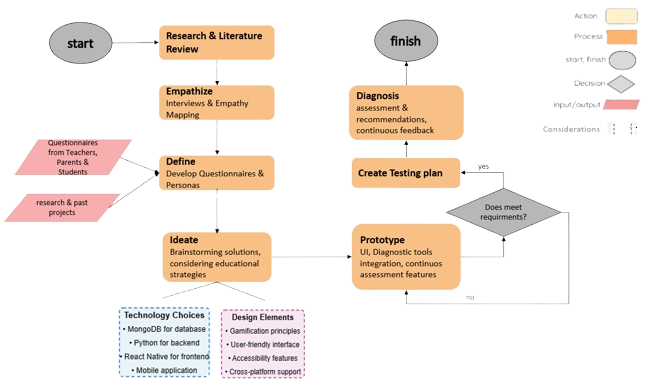 start
Research & Literature
Review
Empathize
Interviews & Empathy
Mapping
Questionnaires
from Teachers,
Parents &
Students
research & past
projects
Define
Develop Questionnaires &
Personas
Ideate
Brainstorming solutions,
considering educational
strategies
Technology Choices
• MongoDB for database
• Python for backend
• React Native for frontend
• Mobile application
Design Elements
• Gamification principles
• User-friendly interface
• Accessibility features
• Cross-platform support
Prototype
UI, Diagnostic tools
integration, continuos
assessment features
Does meet
requirments?
yes
no
Create Testing plan
Diagnosis
assessment &
recommendations,
continuous feedback
finish
Action
Process
start, finish
Decision
input/output
Considerations